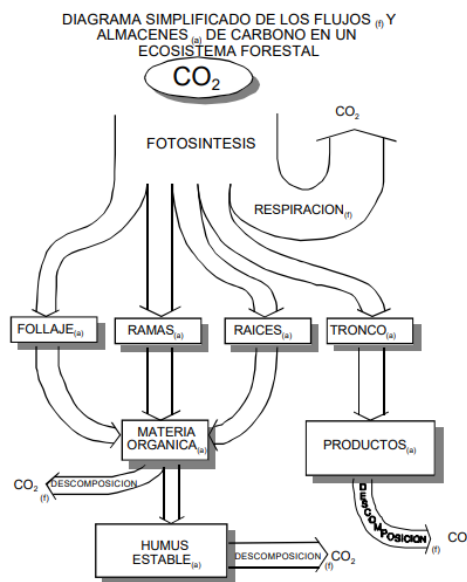 DIAGRAMA SIMPLIFICADO DE LOS FLUJOS (f) Y
ALMACENES (a) DE CARBONO EN UN
ECOSISTEMA FORESTAL
CO2
CO2
FOTOSINTESIS
RESPIRACION(f)
FOLLAJE(a)
RAMAS(a)
RAICES(a)
TRONCO(a)
MATERIA
ORGANICA(a)
PRODUCTOS(a)
CO2 (f)
DESCOMPOSICION
DESCOMPOSICIÓN
(f)
CO
HUMUS
ESTABLE(a)
DESCOMPOSICION
(f)
CO2